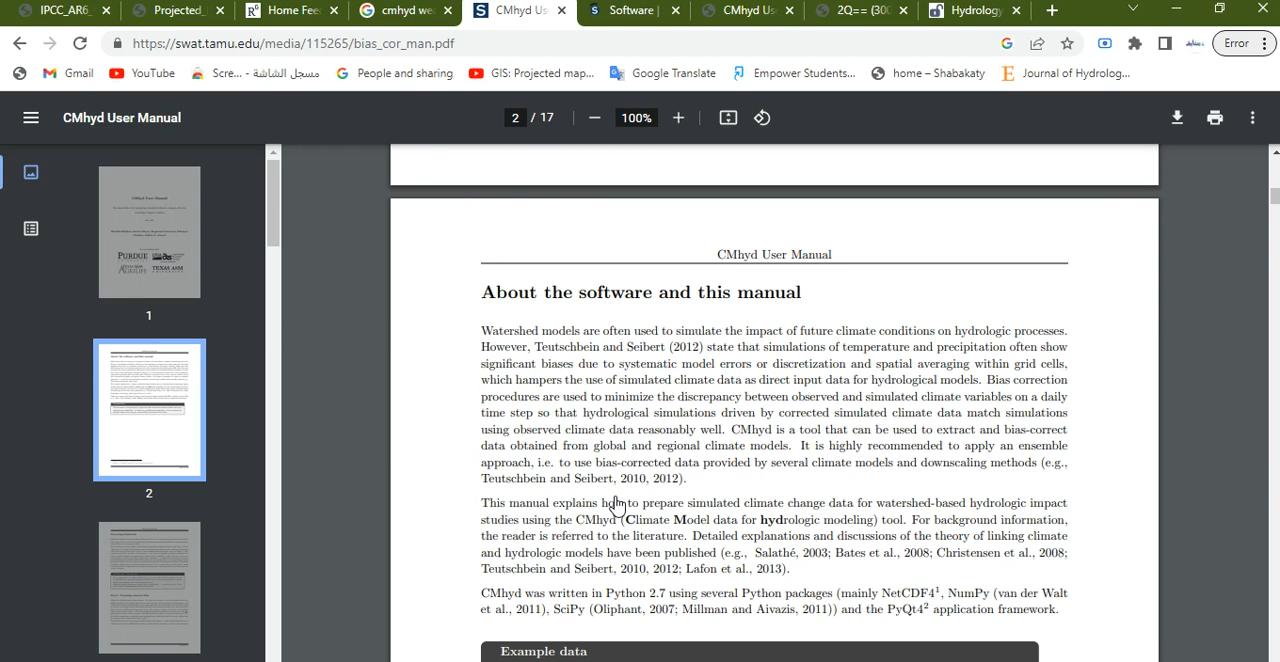 IPCC_AR6_
Projected_
Home Fee
cmhyd we
CMhyd Us
Software |
CMhyd Us
2Q== (300
Hydrology
https://swat.tamu.edu/media/115265/bias_cor_man.pdf
Error
Gmail
YouTube
Scre... - مسجل الشاشة
People and sharing
GIS: Projected map...
Google Translate
Empower Students...
home – Shabakaty
Journal of Hydrolog...
CMhyd User Manual
2 / 17
100%
CMhyd User Manual
PURDUE
TEXAS A&M
1
2
CMhyd User Manual
About the software and this manual
Watershed models are often used to simulate the impact of future climate conditions on hydrologic processes.
However, Teutschbein and Seibert (2012) state that simulations of temperature and precipitation often show
significant biases due to systematic model errors or discretization and spatial averaging within grid cells,
which hampers the use of simulated climate data as direct input data for hydrological models. Bias correction
procedures are used to minimize the discrepancy between observed and simulated climate variables on a daily
time step so that hydrological simulations driven by corrected simulated climate data match simulations
using observed climate data reasonably well. CMhyd is a tool that can be used to extract and bias-correct
data obtained from global and regional climate models. It is highly recommended to apply an ensemble
approach, i.e. to use bias-corrected data provided by several climate models and downscaling methods (e.g.,
Teutschbein and Seibert, 2010, 2012).
This manual explains how to prepare simulated climate change data for watershed-based hydrologic impact
studies using the CMhyd (Climate Model data for hydrologic modeling) tool. For background information,
the reader is referred to the literature. Detailed explanations and discussions of the theory of linking climate
and hydrologic models have been published (e.g., Salathé, 2003; Bates et al., 2008; Christensen et al., 2008;
Teutschbein and Seibert, 2010, 2012; Lafon et al., 2013).
CMhyd was written in Python 2.7 using several Python packages (mainly NetCDF4¹, NumPy (van der Walt
et al., 2011), SciPy (Oliphant, 2007; Millman and Aivazis, 2011)) and the PyQt4² application framework.
Example data